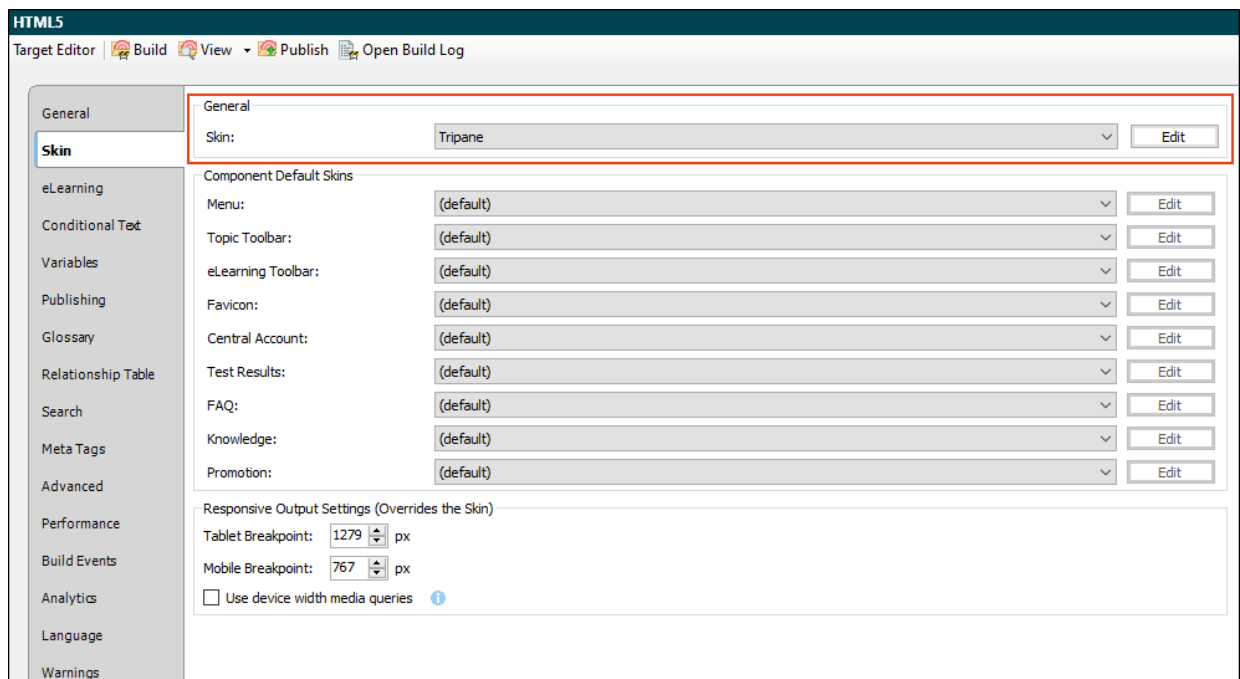 HTML5
Target Editor Build View Publish Open Build Log
General
Skin
eLearning
Conditional Text
Variables
Publishing
Glossary
Relationship Table
Search
Meta Tags
Advanced
Performance
Build Events
Analytics
Language
Warnings
General
Skin: Tripane Edit
Component Default Skins
Menu: (default) Edit
Topic Toolbar: (default) Edit
eLearning Toolbar: (default) Edit
Favicon: (default) Edit
Central Account: (default) Edit
Test Results: (default) Edit
FAQ: (default) Edit
Knowledge: (default) Edit
Promotion: (default) Edit
Responsive Output Settings (Overrides the Skin)
Tablet Breakpoint: 1279 px
Mobile Breakpoint: 767 px
Use device width media queries